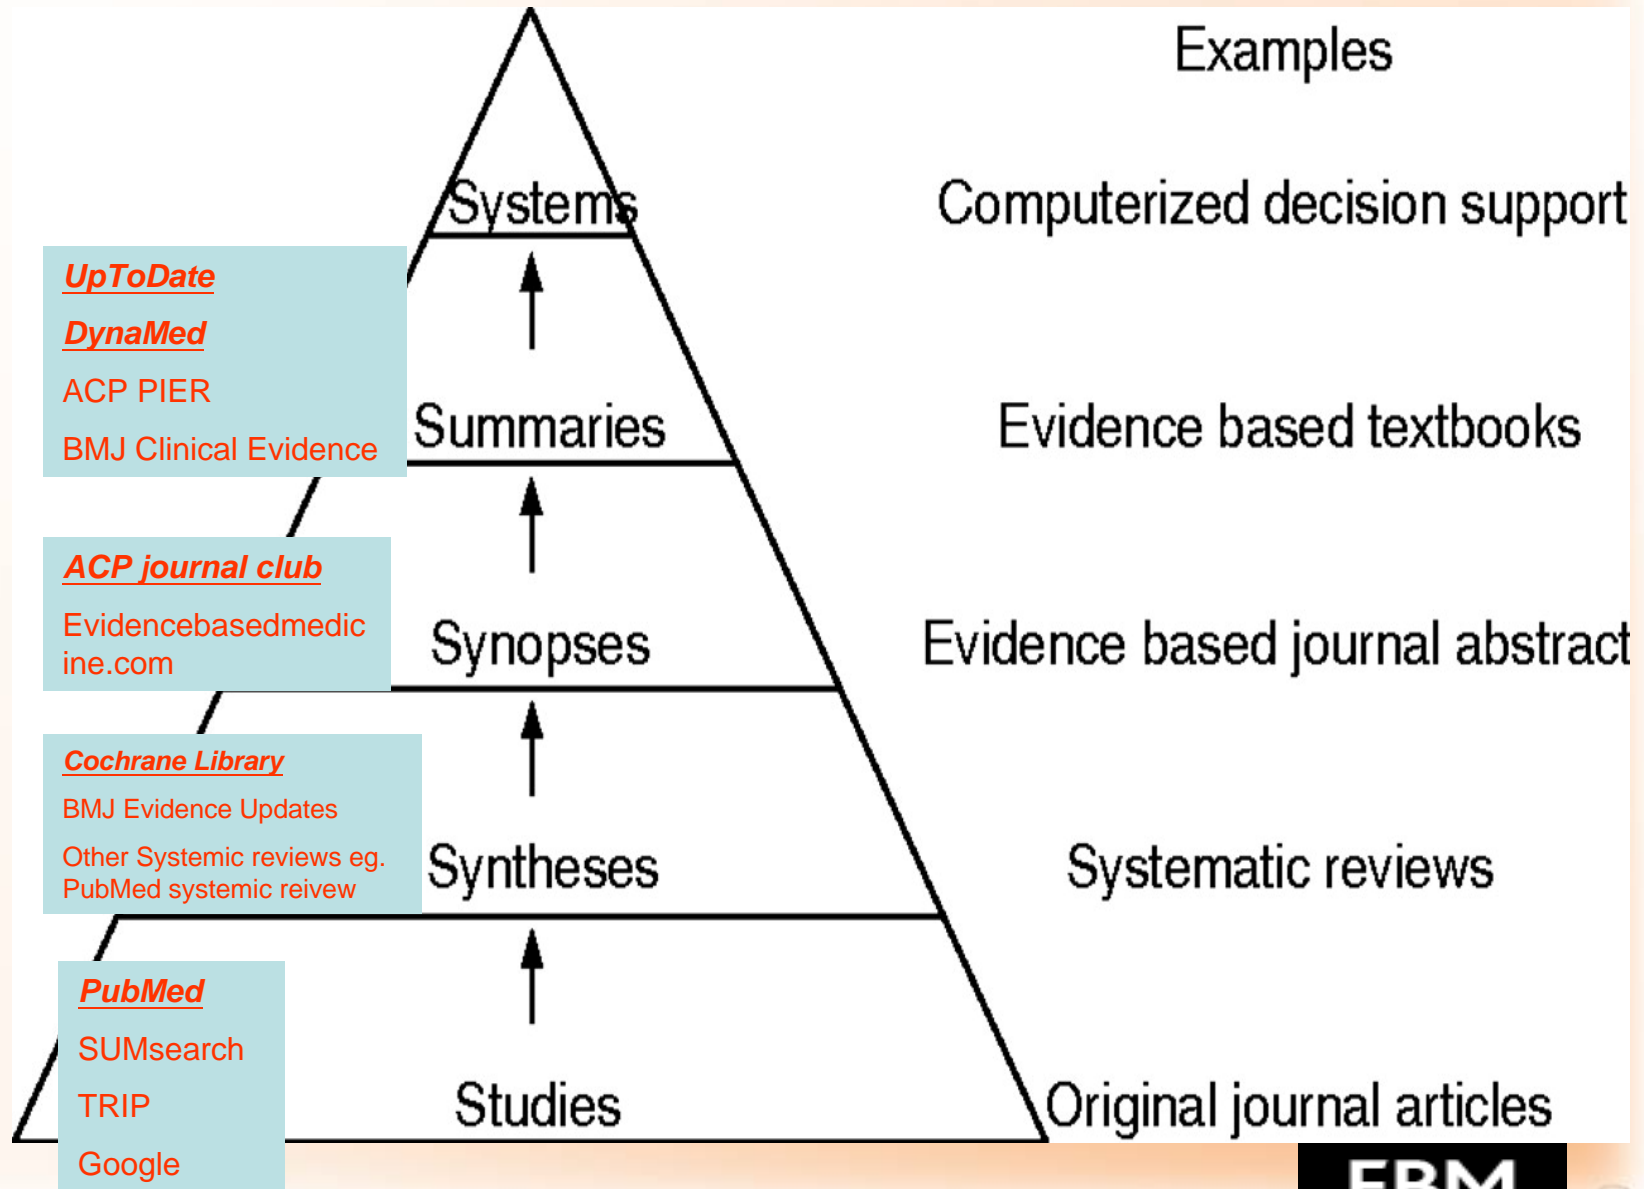 Examples
Systems
Computerized decision support
UpToDate
DynaMed
ACP PIER
BMJ Clinical Evidence
Summaries
Evidence based textbooks
ACP journal club
Evidencebasedmedic
ine.com
Synopses
Evidence based journal abstract
Cochrane Library
BMJ Evidence Updates
Other Systemic reviews eg.
PubMed systemic reivew
Syntheses
Systematic reviews
PubMed
SUMsearch
TRIP
Google
Studies
Original journal articles
EBM